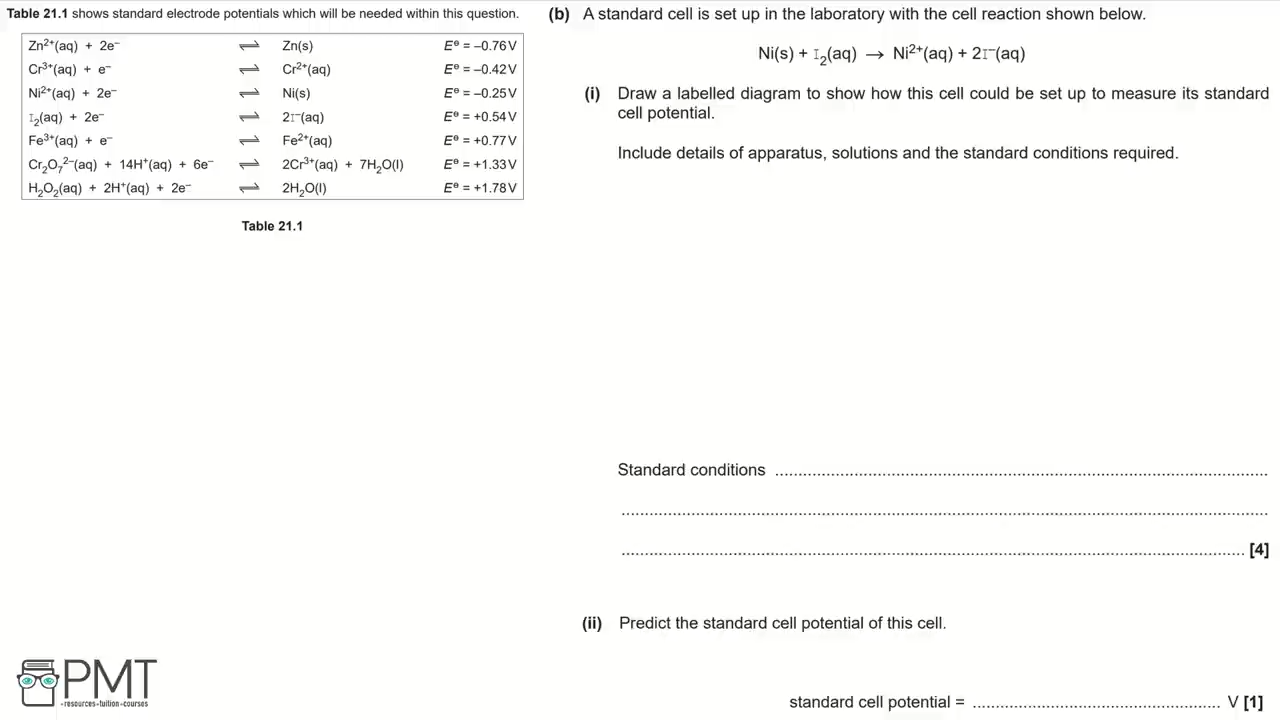 Table 21.1 shows standard electrode potentials which will be needed within this question.
Zn²⁺(aq) + 2e⁻ ⇌ Zn(s) E⦵ = –0.76 V
Cr³⁺(aq) + e⁻ ⇌ Cr²⁺(aq) E⦵ = –0.42 V
Ni²⁺(aq) + 2e⁻ ⇌ Ni(s) E⦵ = –0.25 V
I₂(aq) + 2e⁻ ⇌ 2I⁻(aq) E⦵ = +0.54 V
Fe³⁺(aq) + e⁻ ⇌ Fe²⁺(aq) E⦵ = +0.77 V
Cr₂O₇²⁻(aq) + 14H⁺(aq) + 6e⁻ ⇌ 2Cr³⁺(aq) + 7H₂O(l) E⦵ = +1.33 V
H₂O₂(aq) + 2H⁺(aq) + 2e⁻ ⇌ 2H₂O(l) E⦵ = +1.78 V
Table 21.1
(b) A standard cell is set up in the laboratory with the cell reaction shown below.
Ni(s) + I₂(aq) → Ni²⁺(aq) + 2I⁻(aq)
(i) Draw a labelled diagram to show how this cell could be set up to measure its standard
cell potential.
Include details of apparatus, solutions and the standard conditions required.
Standard conditions ................................................
................................................
................................................ [4]
(ii) Predict the standard cell potential of this cell.
standard cell potential = ................................................ V [1]
PMT
resources•tuition•courses